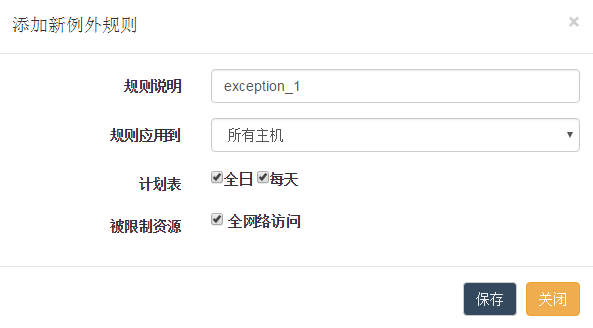 添加新例外规则 ×
规则说明 exception_1
规则应用到 所有主机
计划表 全日 每天
被限制资源 全网络访问
保存 关闭